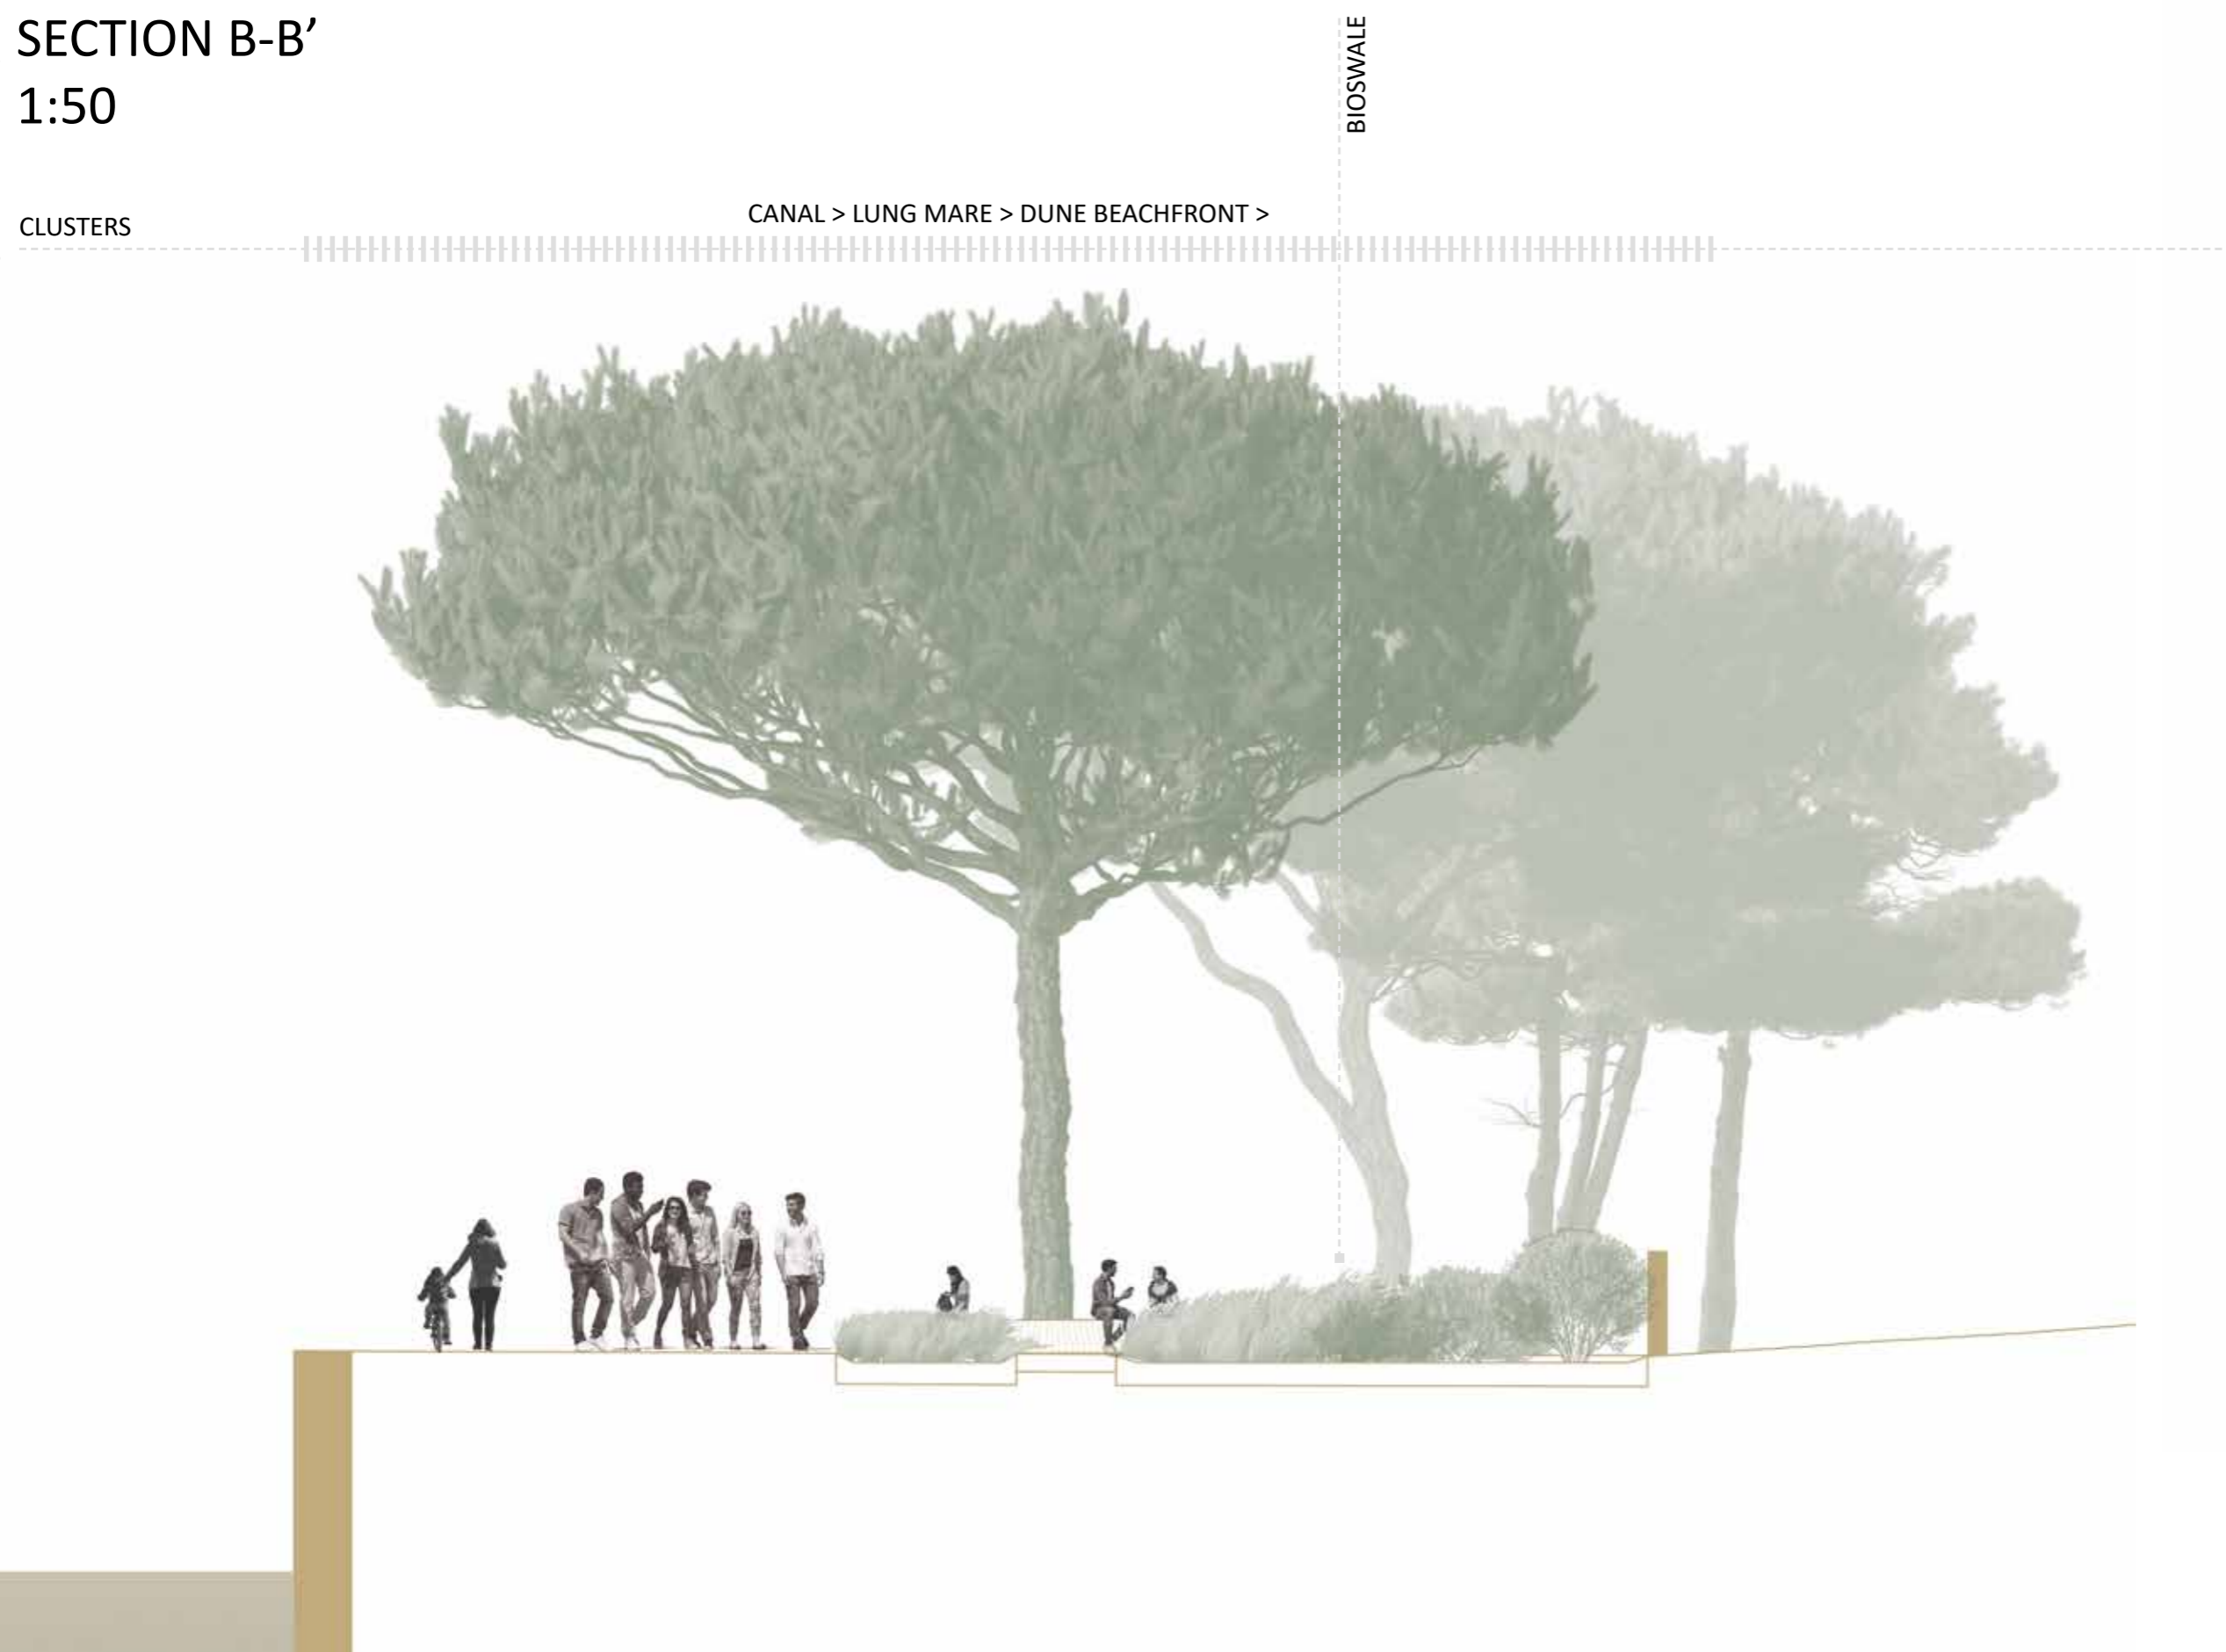 SECTION B-B’
1:50
BIOSWALE
CLUSTERS
CANAL > LUNG MARE > DUNE BEACHFRONT >